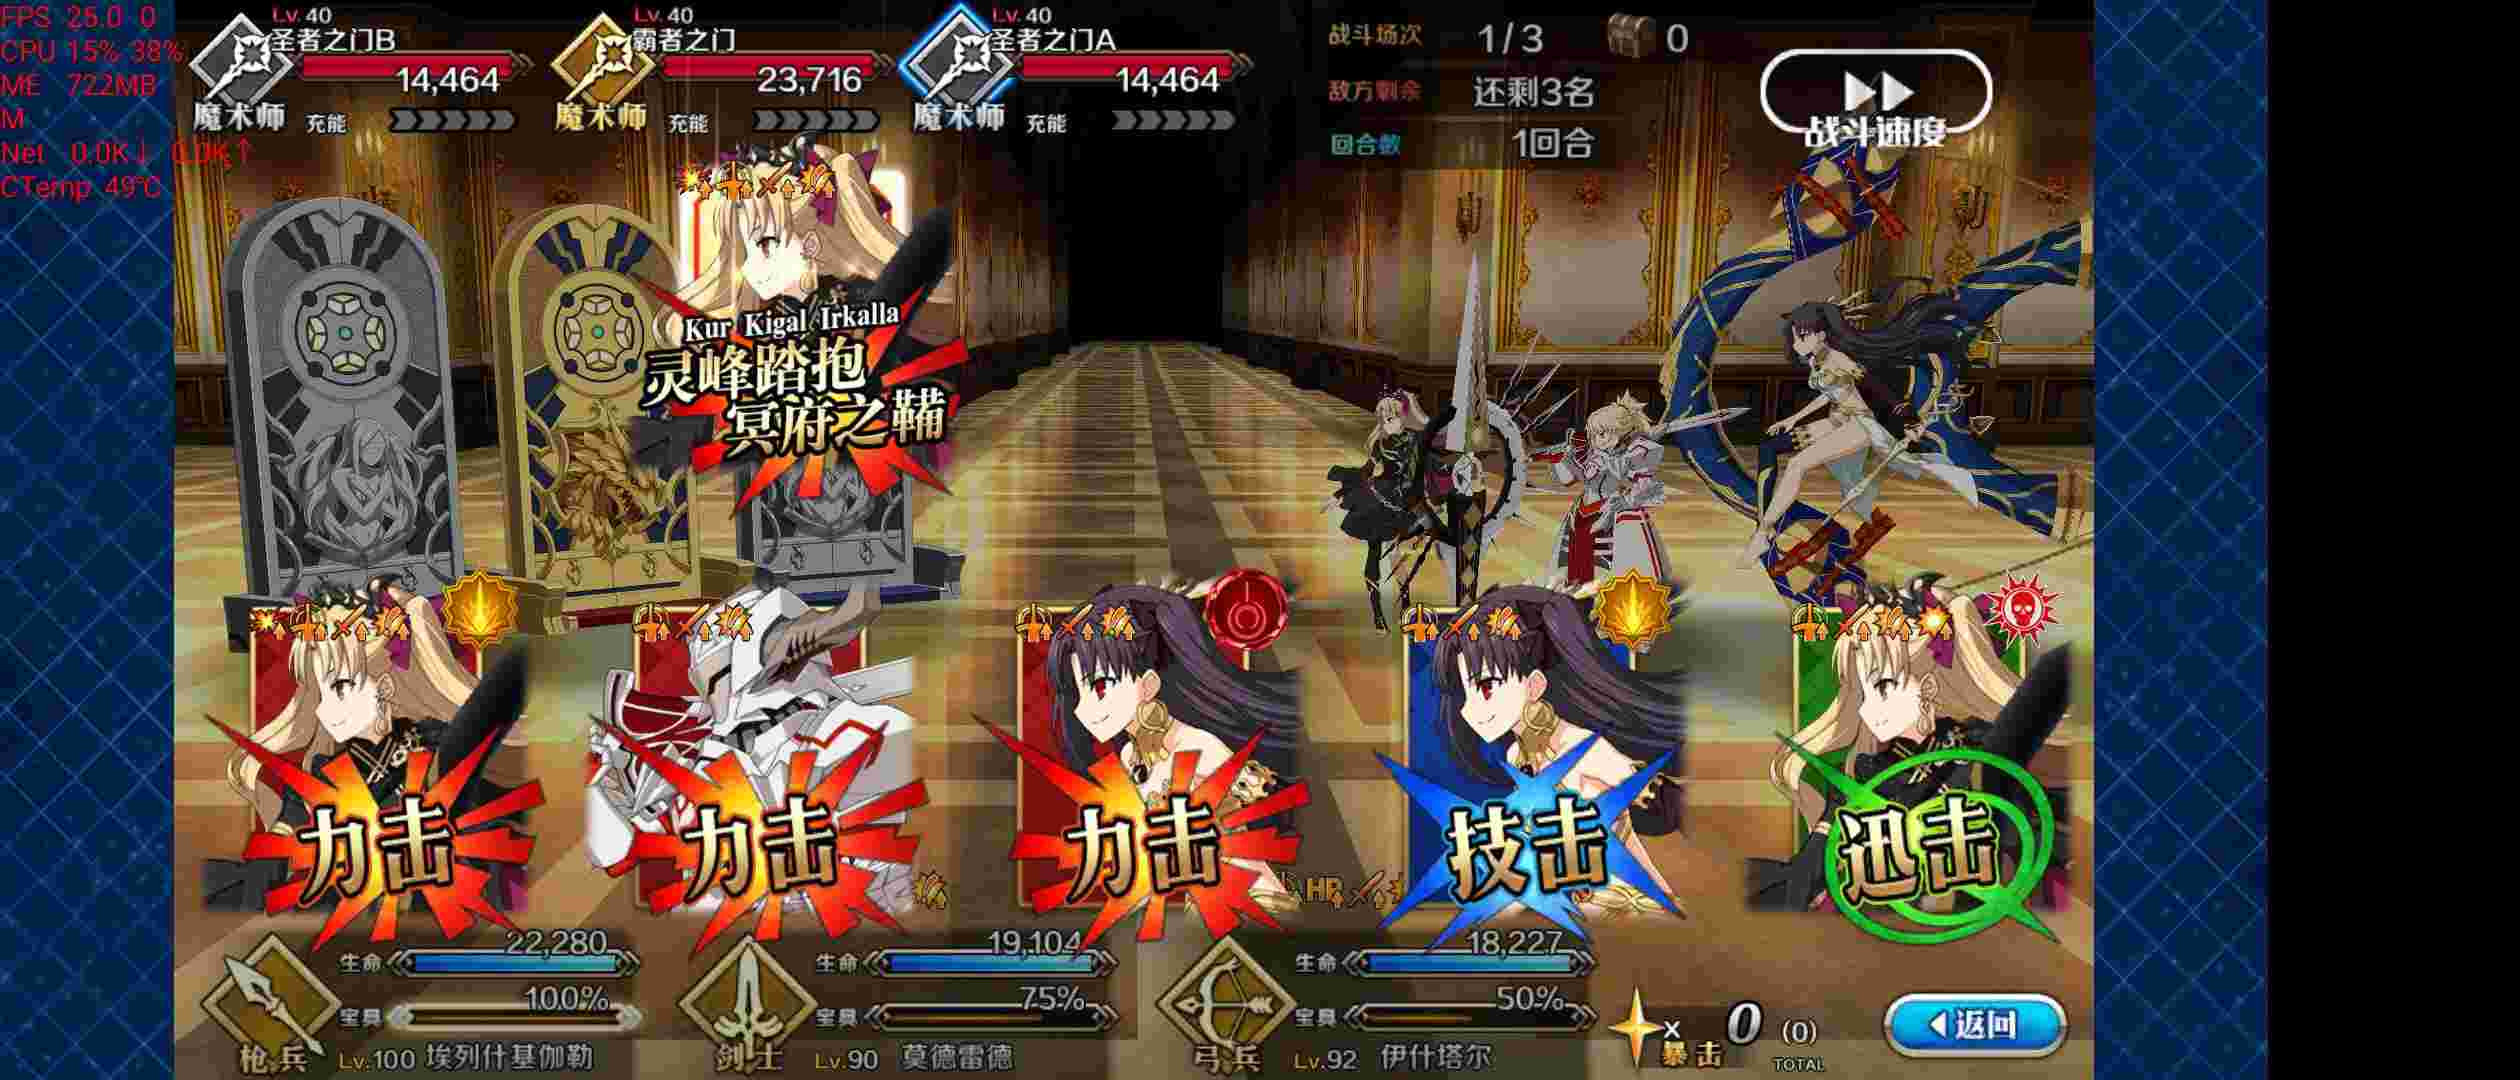 FPS 25.0 0
CPU 15% 38%
ME 722MB
M
Net 0.0K↓ 0.0K↑
CTemp 49℃
Lv.40
圣者之门B
14,464
魔术师 充能
Lv.40
霸者之门
23,716
魔术师 充能
Lv.40
圣者之门A
14,464
魔术师 充能
战斗场次 1/3 0
敌方剩余 还剩3名
回合数 1回合
战斗速度
Kur Kigal Irkalla
灵峰踏抱
冥府之鞴
力击
力击
力击
技击
迅击
生命 22,280
宝具 100%
枪兵 Lv.100 埃列什基伽勒
生命 19,104
宝具 75%
剑士 Lv.90 莫德雷德
HP
生命 18,227
宝具 50%
弓兵 Lv.92 伊什塔尔
×
暴击 0 (0)
TOTAL
返回